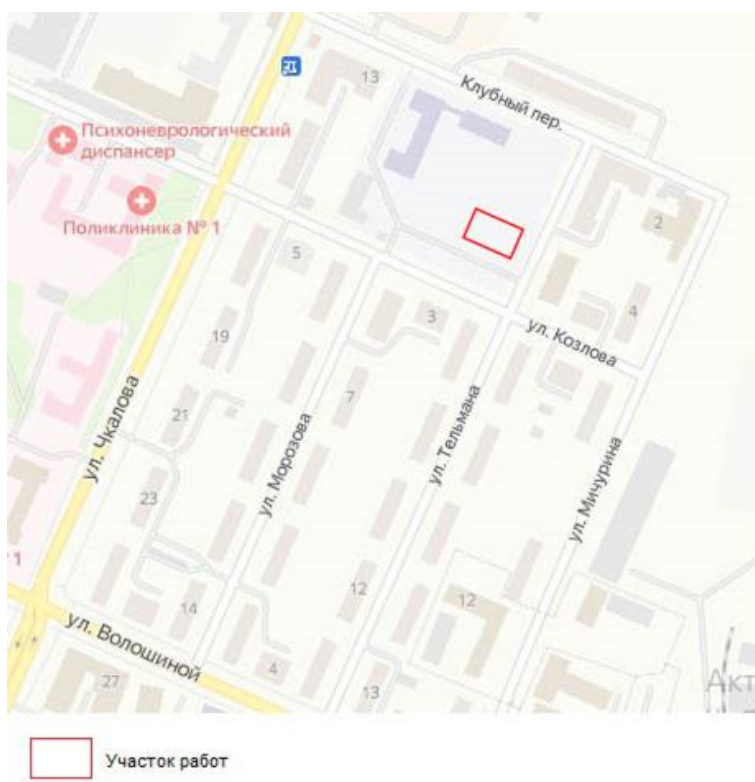 13
Клубный пер.
Психоневрологический
диспансер
Поликлиника № 1
2
5
4
3
ул. Козлова
19
7
ул. Чкалова
21
ул. Морозова
ул. Тельмана
ул. Мичурина
23
1
12
12
14
ул. Волошиной
4
27
13
Акт
Участок работ